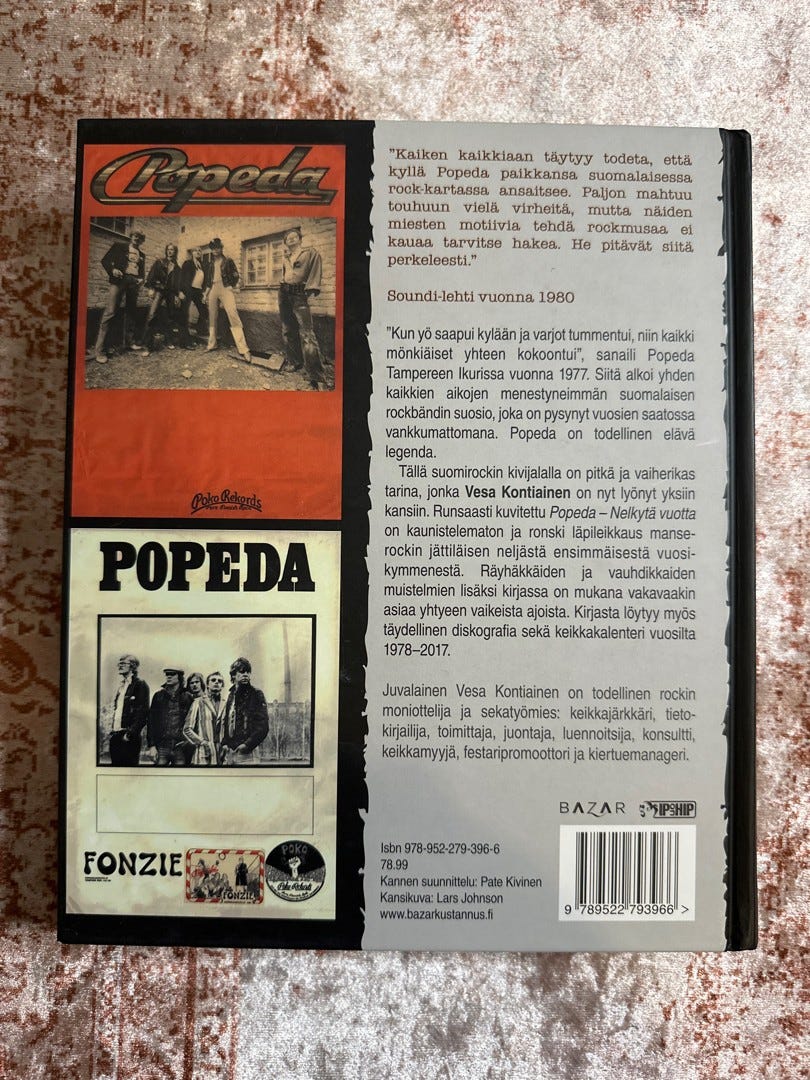 Popeda
Poko Rekords
POPEDA
FONZIE
FONZIE
POKO
Poko Rekords
"Kaiken kaikkiaan täytyy todeta, että
kyllä Popeda paikkansa suomalaisessa
rock-kartassa ansaitsee. Paljon mahtuu
touhuun vielä virheitä, mutta näiden
miesten motiivia tehdä rockmusaa ei
kauaa tarvitse hakea. He pitävät siitä
perkeleesti."
Soundi-lehti vuonna 1980
"Kun yö saapui kylään ja varjot tummentui, niin kaikki
mönkiäiset yhteen kokoontui", sanaili Popeda
Tampereen Ikurissa vuonna 1977. Siitä alkoi yhden
kaikkien aikojen menestyneimmän suomalaisen
rockbändin suosio, joka on pysynyt vuosien saatossa
vankkumattomana. Popeda on todellinen elävä
legenda.
Tällä suomirockin kivijalalla on pitkä ja vaiherikas
tarina, jonka Vesa Kontiainen on nyt lyönyt yksiin
kansiin. Runsaasti kuvitettu Popeda – Nelkytä vuotta
on kaunistelematon ja ronski läpileikkaus manse-
rockin jättiläisen neljästä ensimmäisestä vuosi-
kymmenestä. Räyhäkkäiden ja vauhdikkaiden
muistelmien lisäksi kirjassa on mukana vakavaakin
asiaa yhtyeen vaikeista ajoista. Kirjasta löytyy myös
täydellinen diskografia sekä keikkakalenteri vuosilta
1978–2017.
Juvalainen Vesa Kontiainen on todellinen rockin
moniottelija ja sekatyömies: keikkajärkkäri, tieto-
kirjailija, toimittaja, juontaja, luennoitsija, konsultti,
keikkamyyjä, festaripromoottori ja kiertuemanageri.
BAZAR
Isbn 978-952-279-396-6
78.99
Kannen suunnittelu: Pate Kivinen
Kansikuva: Lars Johnson
www.bazarkustannus.fi
9 789522 793966 >